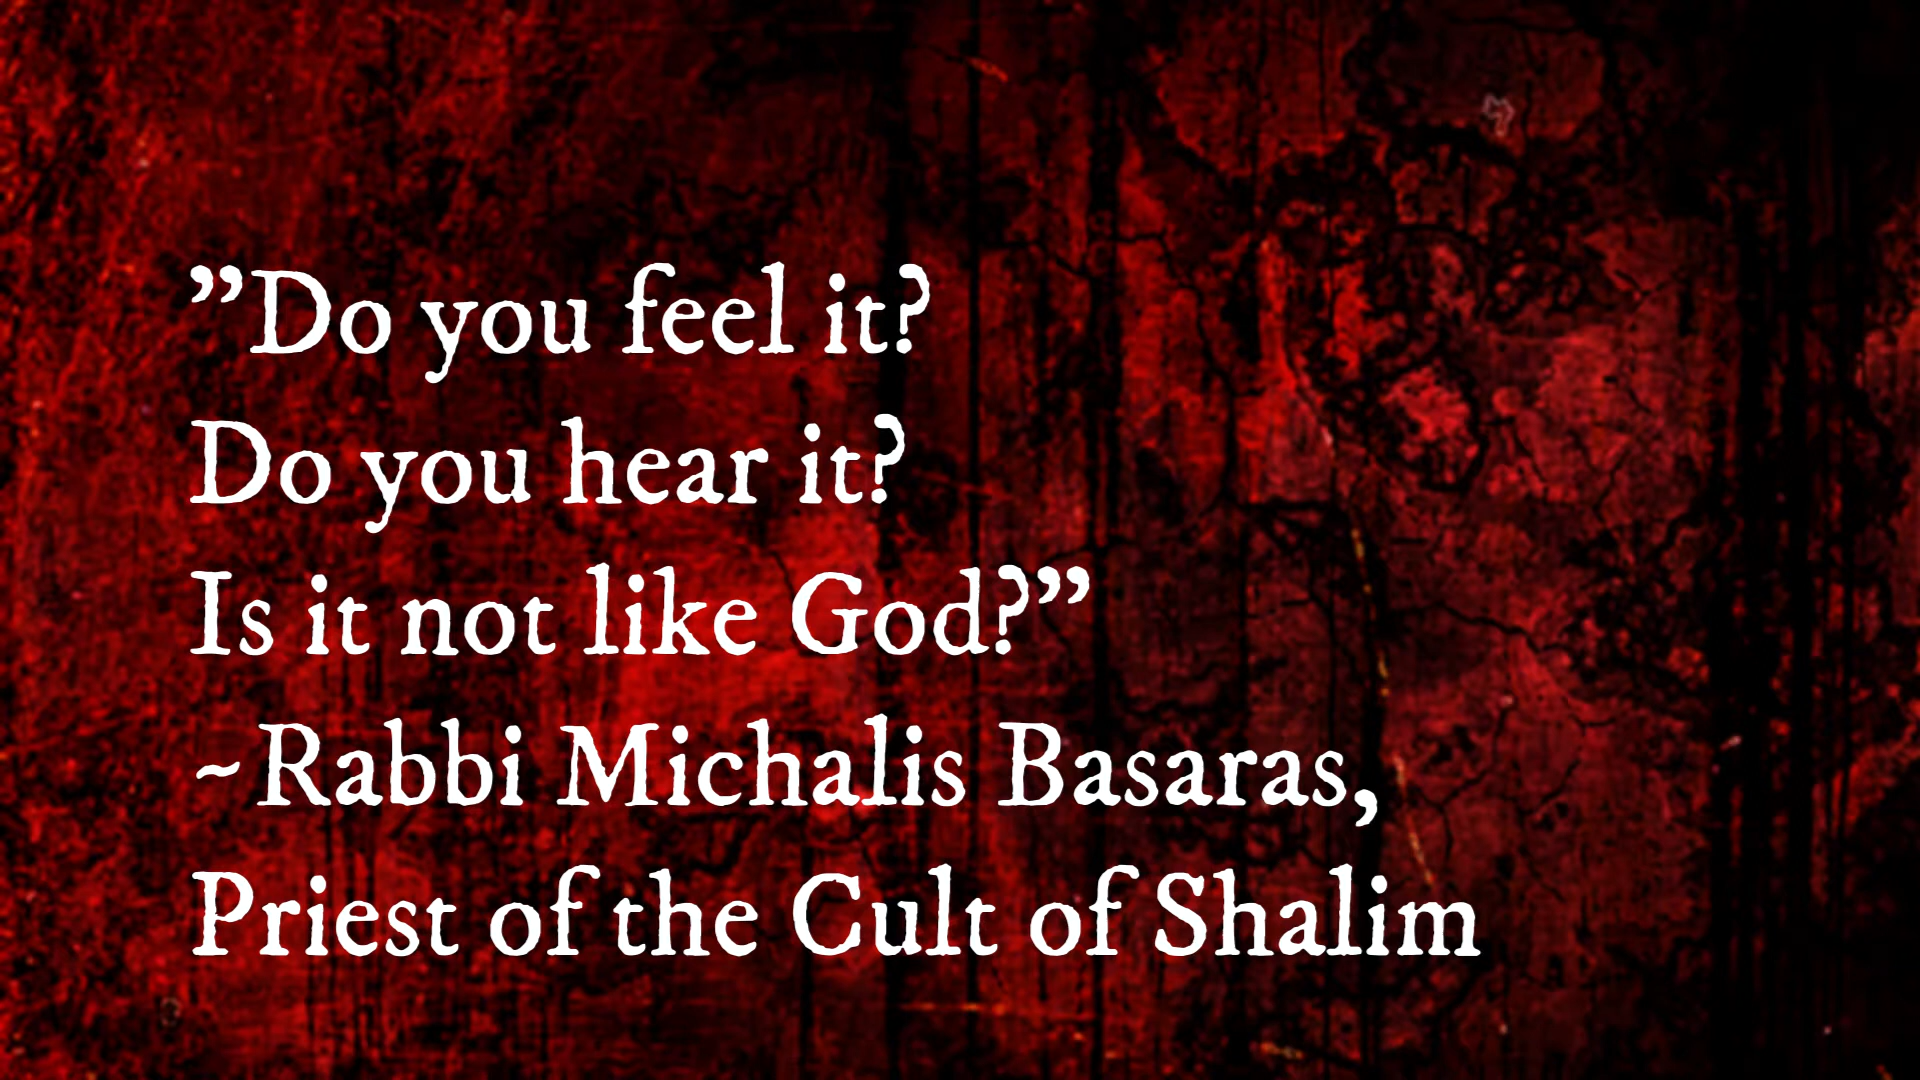 ”Do you feel it?
Do you hear it?
Is it not like God?”
~Rabbi Michalis Basaras,
Priest of the Cult of Shalim